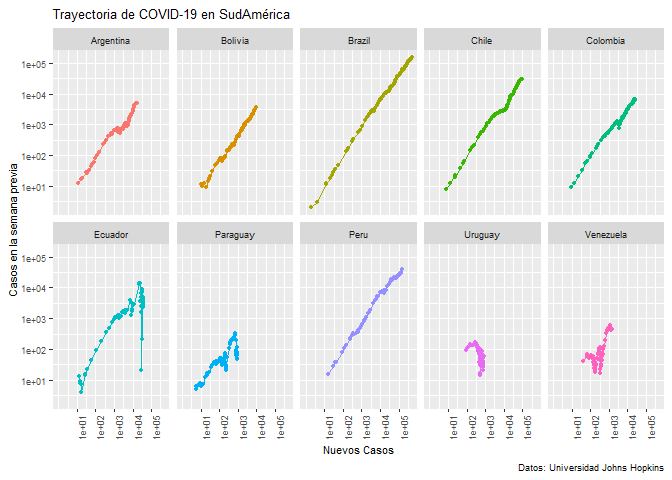 Trayectoria de COVID-19 en SudAmérica
Argentina
Bolivia
Brazil
Chile
Colombia
1e+05
1e+04
1e+03
1e+02
1e+01
Ecuador
Paraguay
Peru
Uruguay
Venezuela
1e+05
1e+04
1e+03
1e+02
1e+01
Casos en la semana previa
1e+01 1e+02 1e+03 1e+04 1e+05
1e+01 1e+02 1e+03 1e+04 1e+05
1e+01 1e+02 1e+03 1e+04 1e+05
1e+01 1e+02 1e+03 1e+04 1e+05
1e+01 1e+02 1e+03 1e+04 1e+05
Nuevos Casos
Datos: Universidad Johns Hopkins